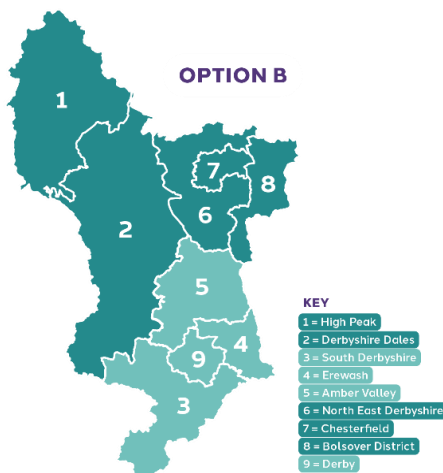 OPTION B
1
2
7
8
6
5
4
9
3
KEY
1 = High Peak
2 = Derbyshire Dales
3 = South Derbyshire
4 = Erewash
5 = Amber Valley
6 = North East Derbyshire
7 = Chesterfield
8 = Bolsover District
9 = Derby